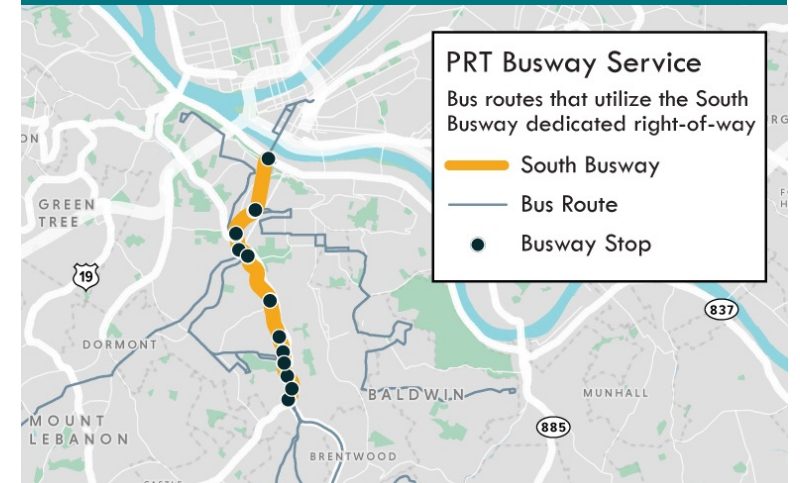 PRT Busway Service
Bus routes that utilize the South
Busway dedicated right-of-way
South Busway
Bus Route
Busway Stop
ON
GREEN
TREE
19
837
DORMONT
BALDWIN
MUNHALL
MOUNT
LEBANON
885
BRENTWOOD